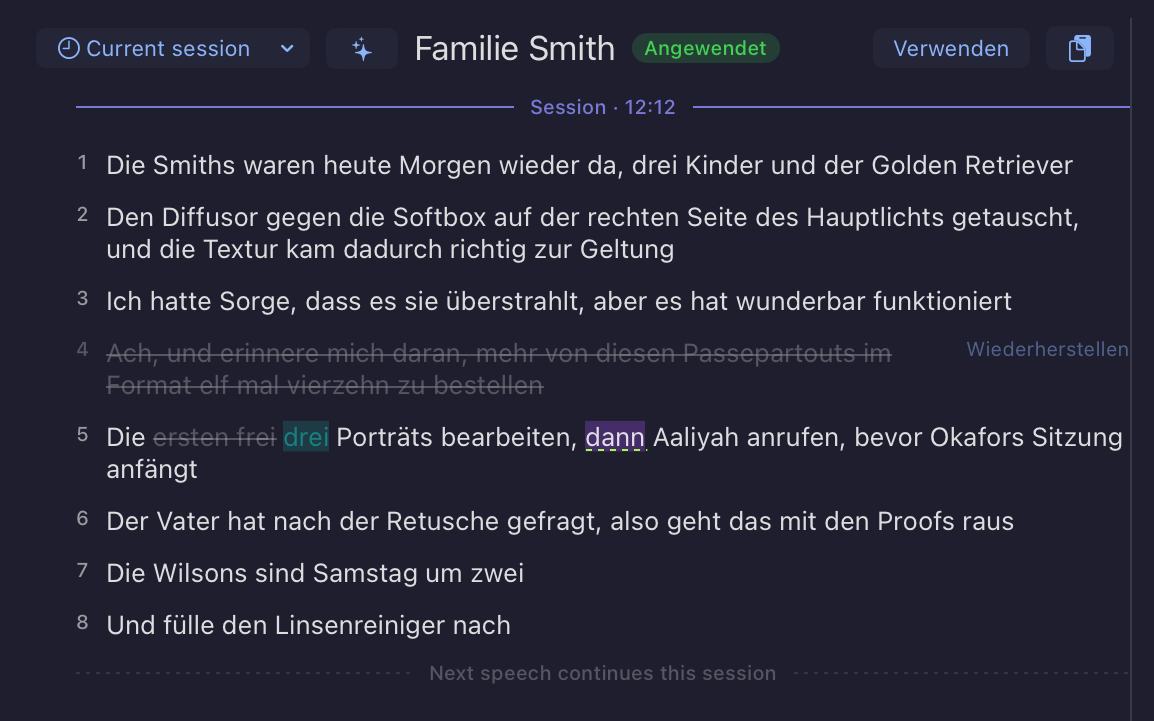 Current session
Familie Smith
Angewendet
Verwenden
Session · 12:12
1 Die Smiths waren heute Morgen wieder da, drei Kinder und der Golden Retriever
2 Den Diffusor gegen die Softbox auf der rechten Seite des Hauptlichts getauscht,
und die Textur kam dadurch richtig zur Geltung
3 Ich hatte Sorge, dass es sie überstrahlt, aber es hat wunderbar funktioniert
4 Ach, und erinnere mich daran, mehr von diesen Passepartouts im
Format elf mal vierzehn zu bestellen
Wiederherstellen
5 Die ersten frei drei Porträts bearbeiten, dann Aaliyah anrufen, bevor Okafors Sitzung
anfängt
6 Der Vater hat nach der Retusche gefragt, also geht das mit den Proofs raus
7 Die Wilsons sind Samstag um zwei
8 Und fülle den Linsenreiniger nach
Next speech continues this session